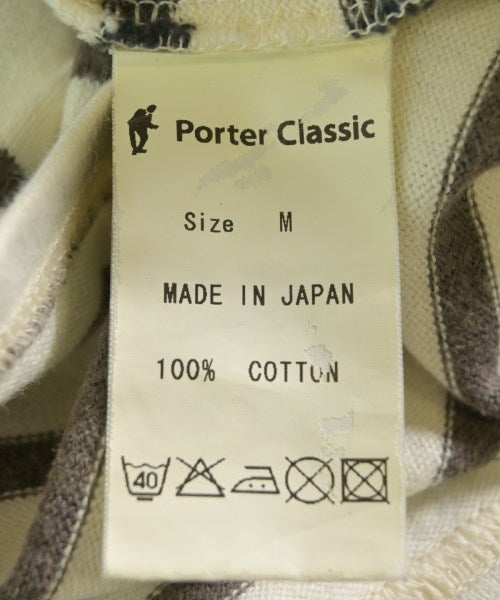 Porter Classic
Size M
MADE IN JAPAN
100% COTTON
40